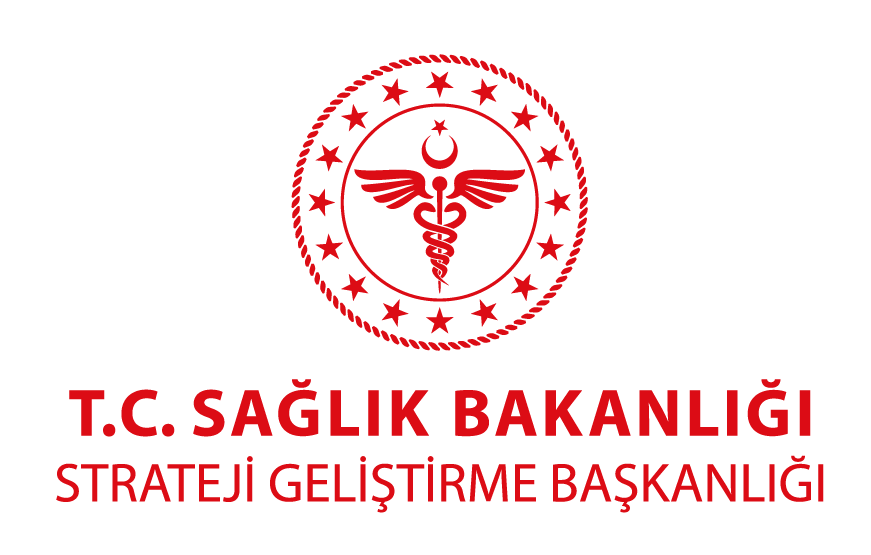 T.C. SAĞLIK BAKANLIĞI
STRATEJİ GELİŞTİRME BAŞKANLIĞI